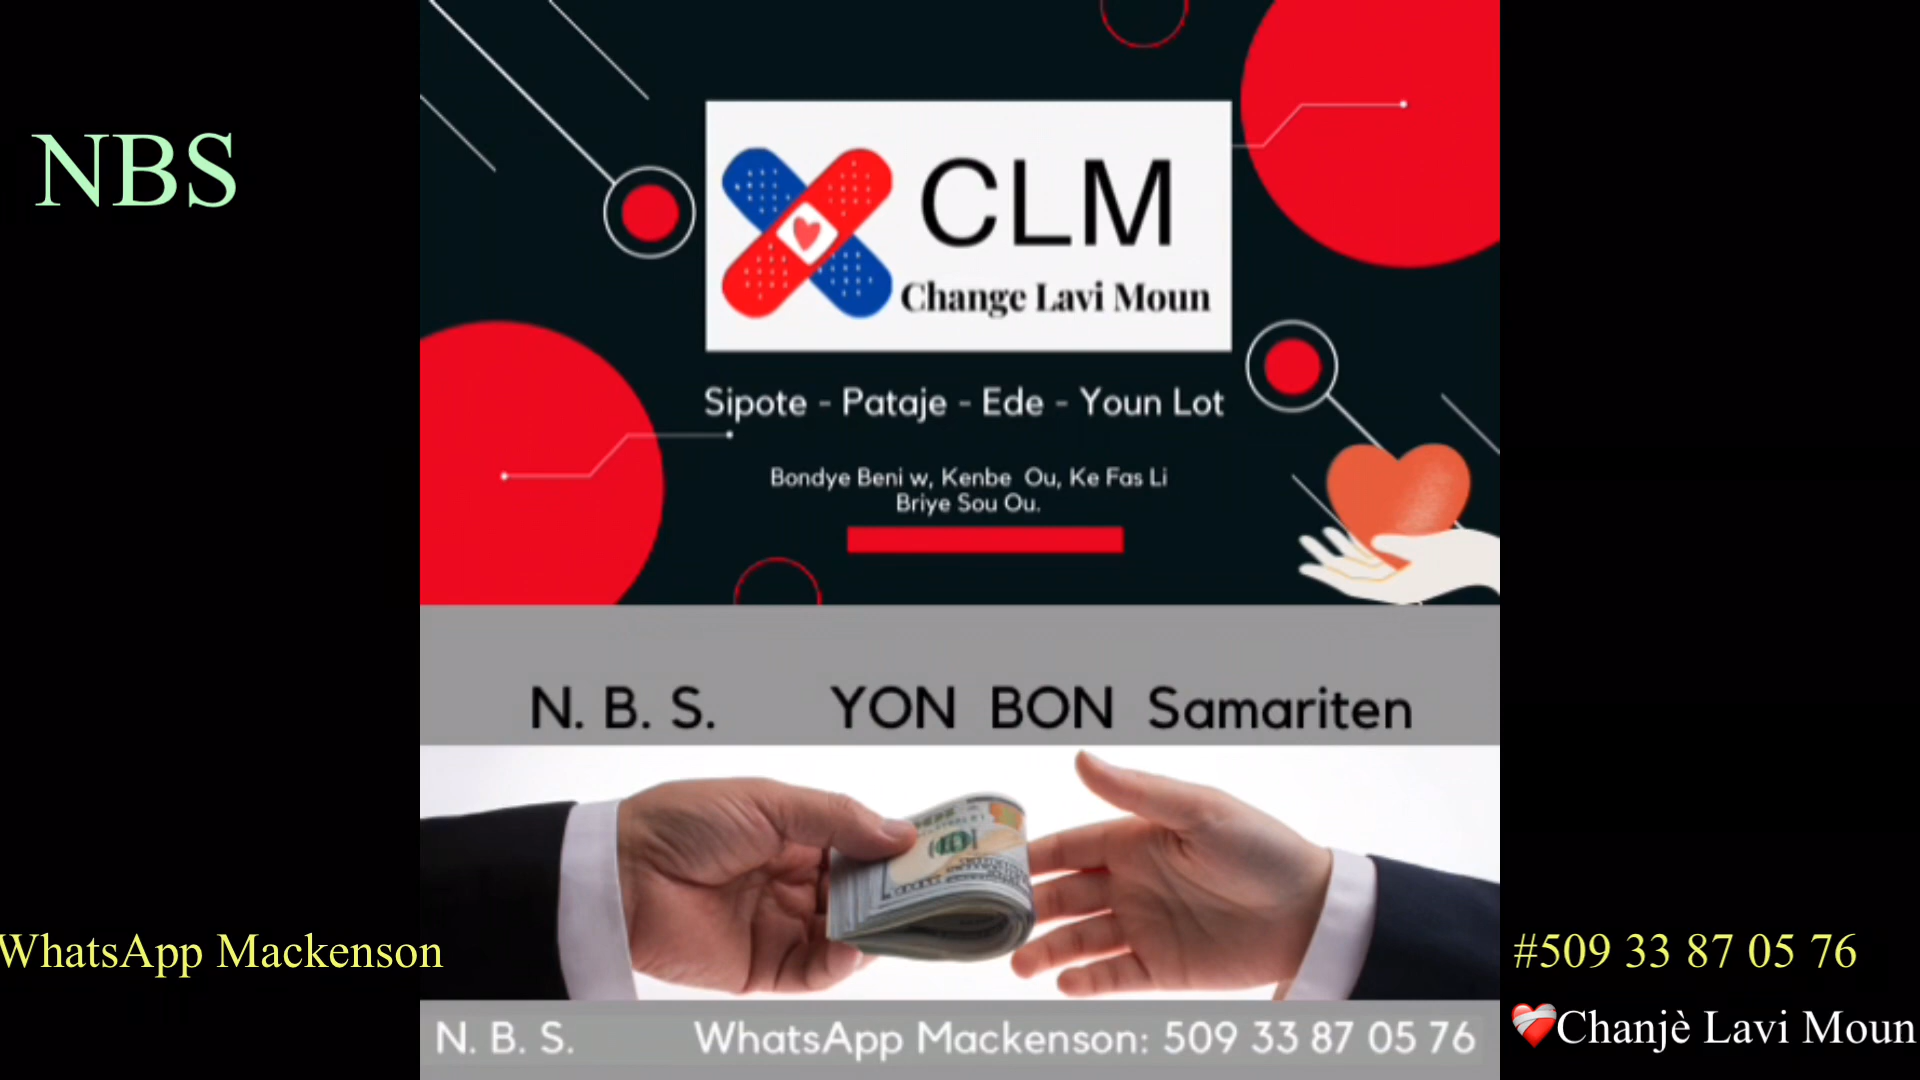 NBS
CLM
Change Lavi Moun
Sipote - Pataje - Ede - Youn Lot
Bondye Beni w, Kenbe Ou, Ke Fas Li
Briye Sou Ou.
N. B. S. YON BON Samariten
WhatsApp Mackenson
#509 33 87 05 76
N. B. S. WhatsApp Mackenson: 509 33 87 05 76
❤️‍🩹Chanjè Lavi Moun